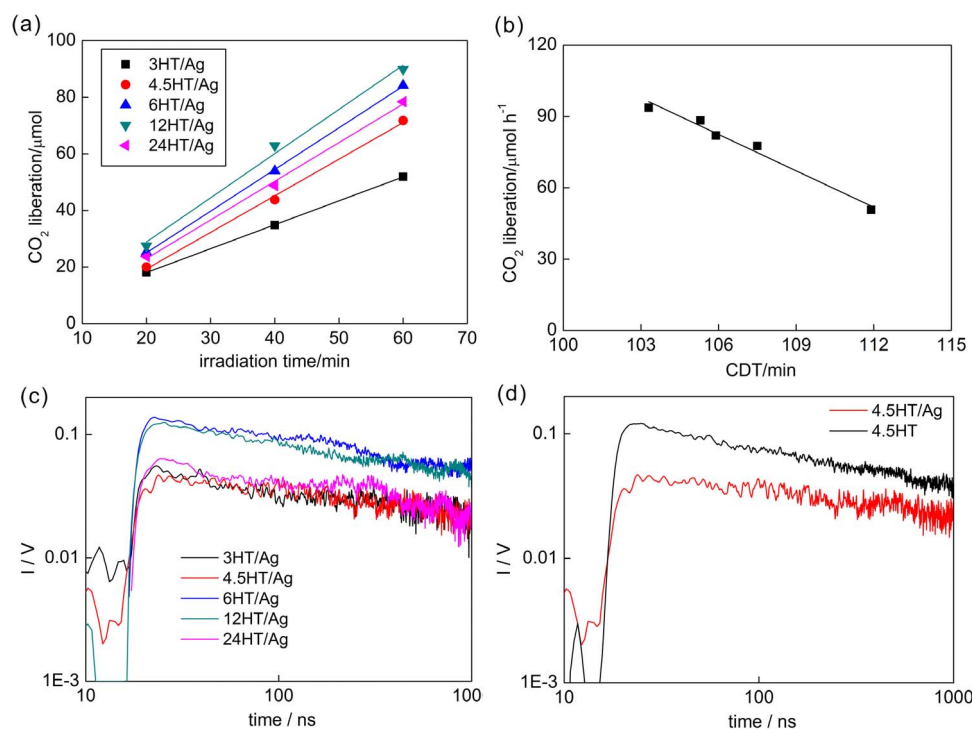 (a)
100
80
60
40
20
0
CO₂ liberation/μmol
3HT/Ag
4.5HT/Ag
6HT/Ag
12HT/Ag
24HT/Ag
10 20 30 40 50 60 70
irradiation time/min
(b)
120
90
60
30
0
CO₂ liberation/μmol h⁻¹
100 103 106 109 112 115
CDT/min
(c)
0.1
0.01
1E-3
I / V
3HT/Ag
4.5HT/Ag
6HT/Ag
12HT/Ag
24HT/Ag
10 100 100
time / ns
(d)
0.1
0.01
1E-3
I / V
4.5HT/Ag
4.5HT
10 100 1000
time / ns